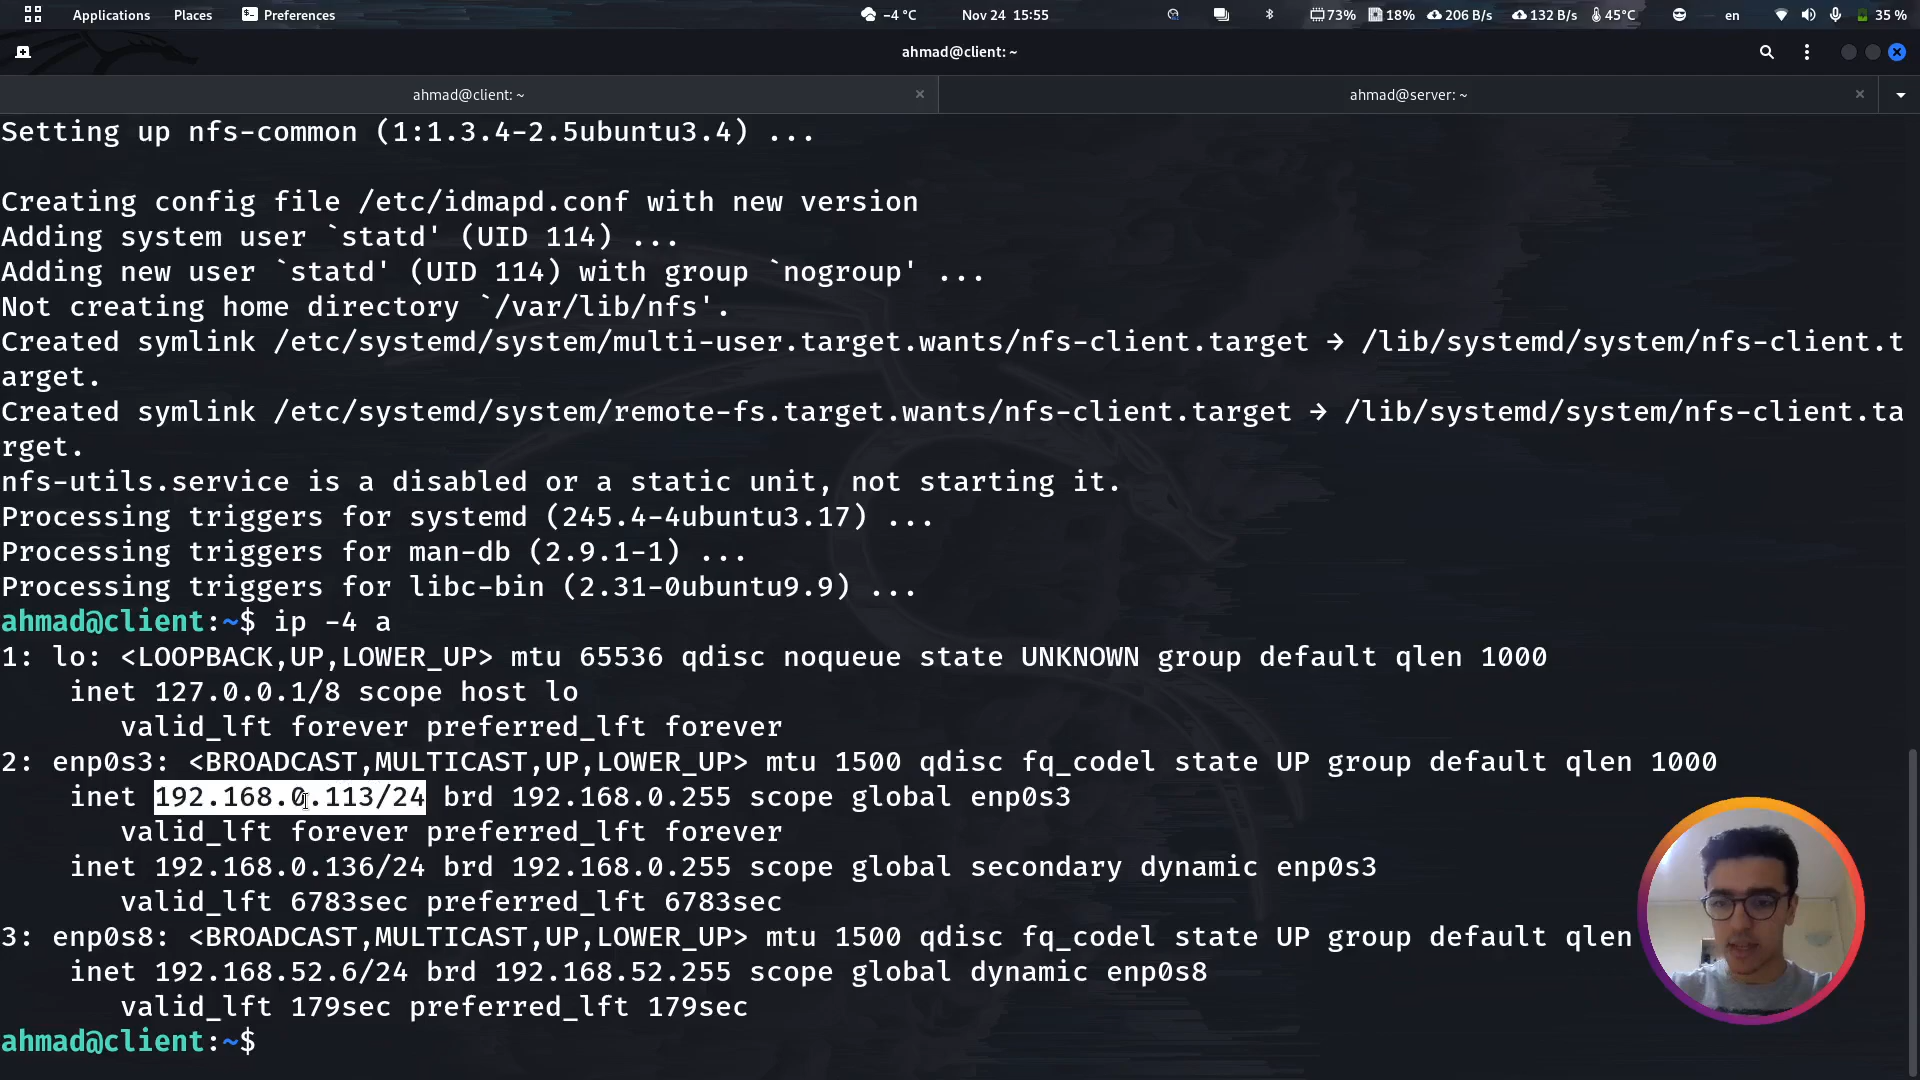 Applications Places Preferences -4 °C Nov 24 15:55 73% 18% 206 B/s 132 B/s 45°C en 35 %
ahmad@client: ~
ahmad@client: ~ × ahmad@server: ~ ×
Setting up nfs-common (1:1.3.4-2.5ubuntu3.4) ...
Creating config file /etc/idmapd.conf with new version
Adding system user `statd' (UID 114) ...
Adding new user `statd' (UID 114) with group `nogroup' ...
Not creating home directory `/var/lib/nfs'.
Created symlink /etc/systemd/system/multi-user.target.wants/nfs-client.target → /lib/systemd/system/nfs-client.t
arget.
Created symlink /etc/systemd/system/remote-fs.target.wants/nfs-client.target → /lib/systemd/system/nfs-client.ta
rget.
nfs-utils.service is a disabled or a static unit, not starting it.
Processing triggers for systemd (245.4-4ubuntu3.17) ...
Processing triggers for man-db (2.9.1-1) ...
Processing triggers for libc-bin (2.31-0ubuntu9.9) ...
ahmad@client:~$ ip -4 a
1: lo: <LOOPBACK,UP,LOWER_UP> mtu 65536 qdisc noqueue state UNKNOWN group default qlen 1000
inet 127.0.0.1/8 scope host lo
valid_lft forever preferred_lft forever
2: enp0s3: <BROADCAST,MULTICAST,UP,LOWER_UP> mtu 1500 qdisc fq_codel state UP group default qlen 1000
inet 192.168.0.113/24 brd 192.168.0.255 scope global enp0s3
valid_lft forever preferred_lft forever
inet 192.168.0.136/24 brd 192.168.0.255 scope global secondary dynamic enp0s3
valid_lft 6783sec preferred_lft 6783sec
3: enp0s8: <BROADCAST,MULTICAST,UP,LOWER_UP> mtu 1500 qdisc fq_codel state UP group default qlen
inet 192.168.52.6/24 brd 192.168.52.255 scope global dynamic enp0s8
valid_lft 179sec preferred_lft 179sec
ahmad@client:~$